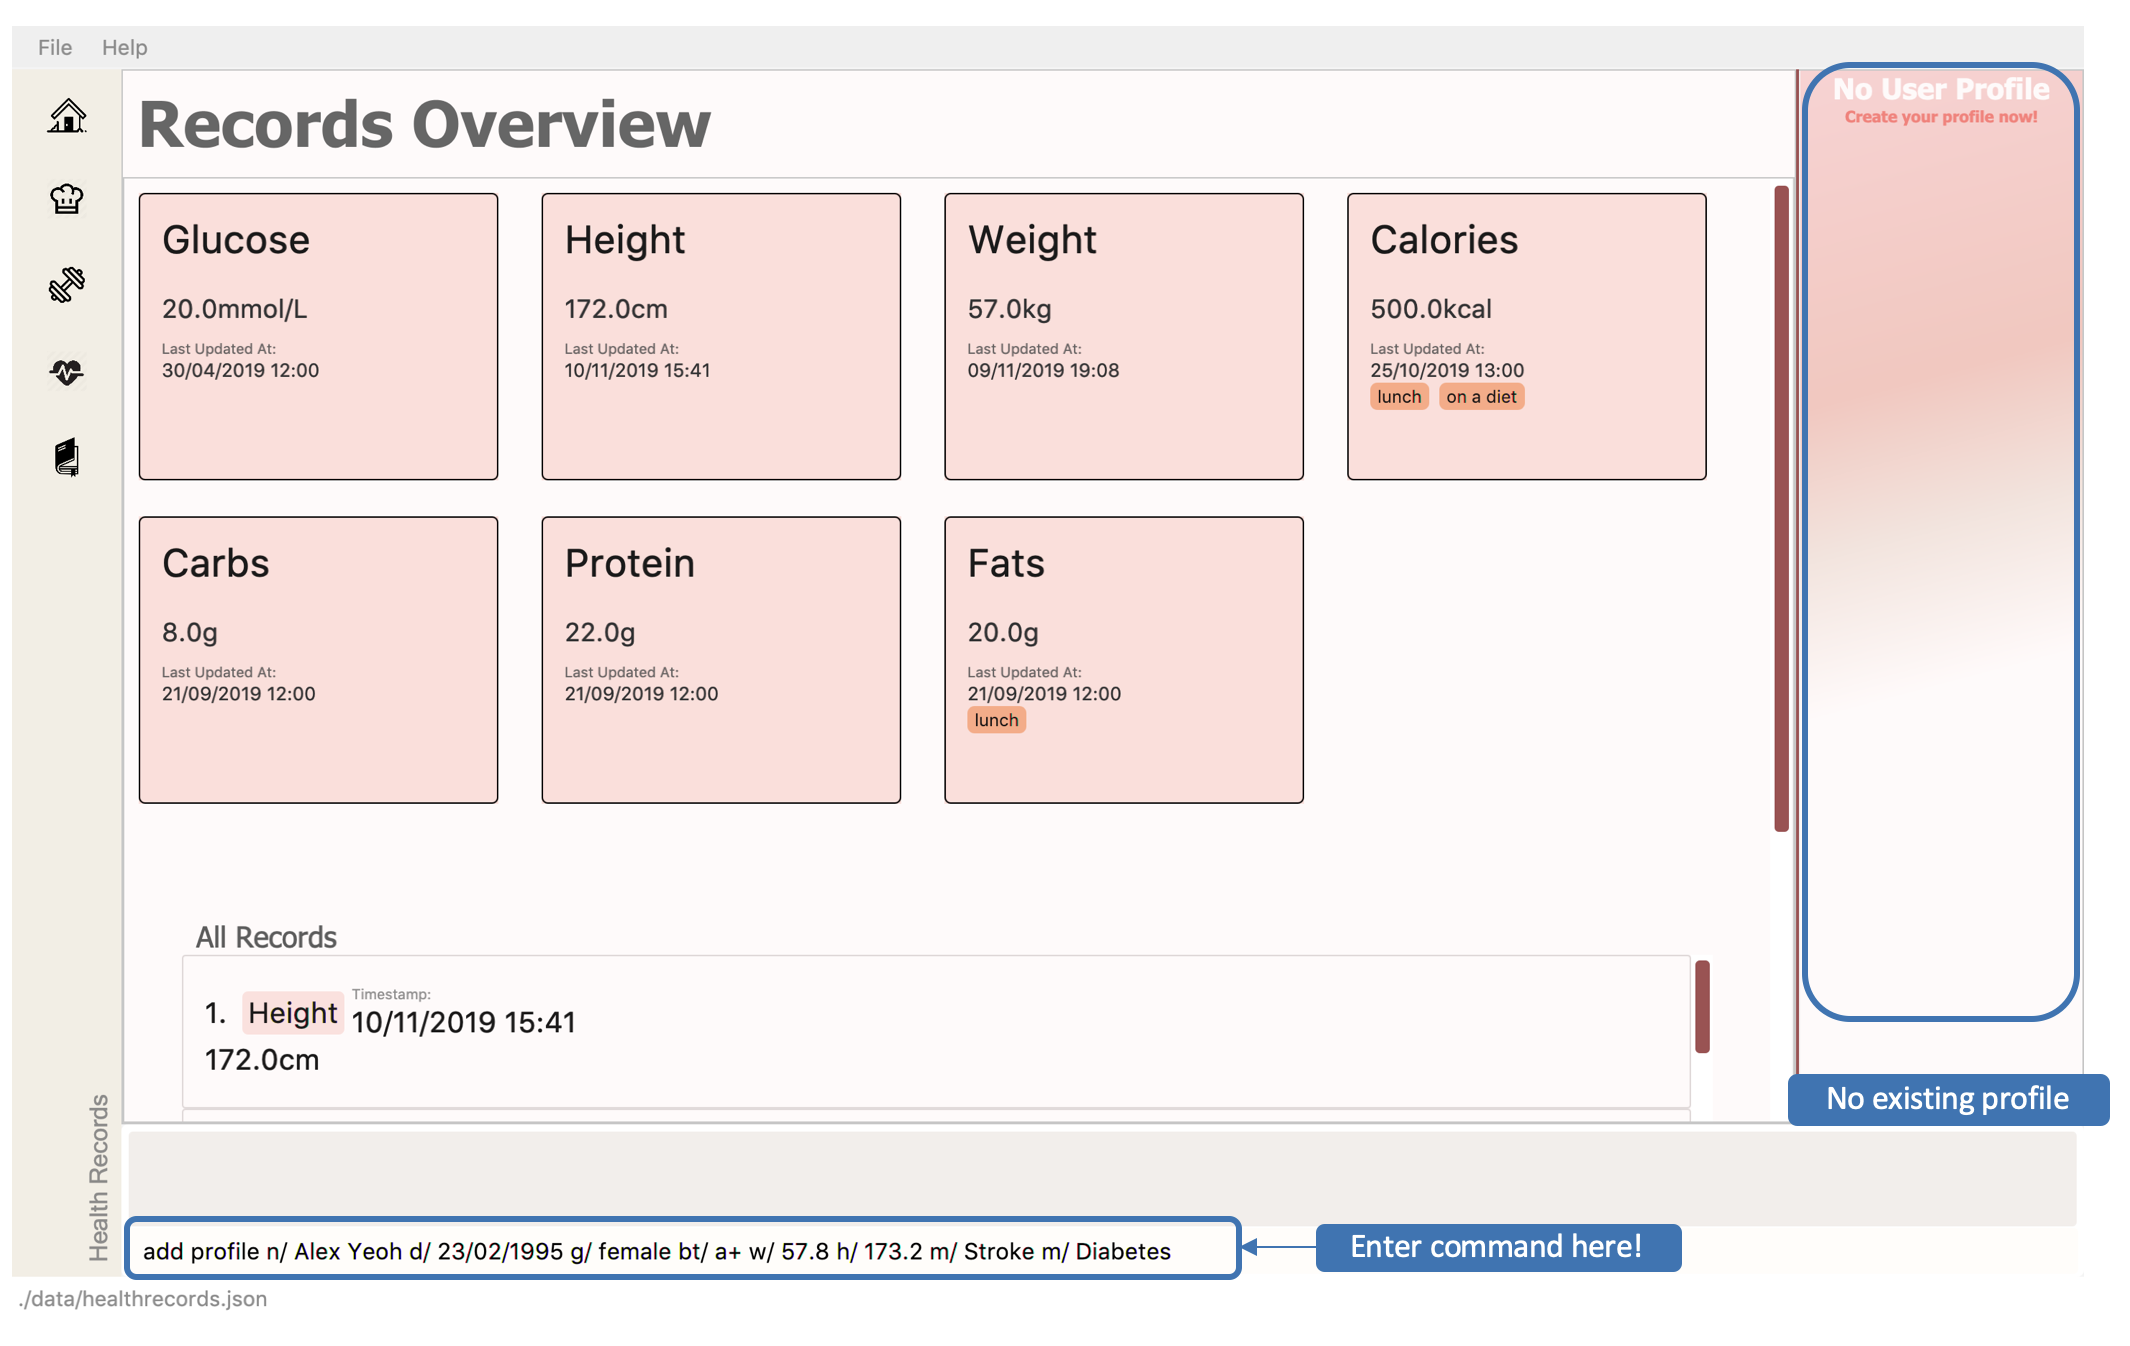 File Help
Records Overview
No User Profile
Create your profile now!
Glucose
20.0mmol/L
Last Updated At:
30/04/2019 12:00
Height
172.0cm
Last Updated At:
10/11/2019 15:41
Weight
57.0kg
Last Updated At:
09/11/2019 19:08
Calories
500.0kcal
Last Updated At:
25/10/2019 13:00
lunch on a diet
Carbs
8.0g
Last Updated At:
21/09/2019 12:00
Protein
22.0g
Last Updated At:
21/09/2019 12:00
Fats
20.0g
Last Updated At:
21/09/2019 12:00
lunch
All Records
1. Height
Timestamp:
10/11/2019 15:41
172.0cm
No existing profile
Health Records
add profile n/ Alex Yeoh d/ 23/02/1995 g/ female bt/ a+ w/ 57.8 h/ 173.2 m/ Stroke m/ Diabetes
Enter command here!
./data/healthrecords.json